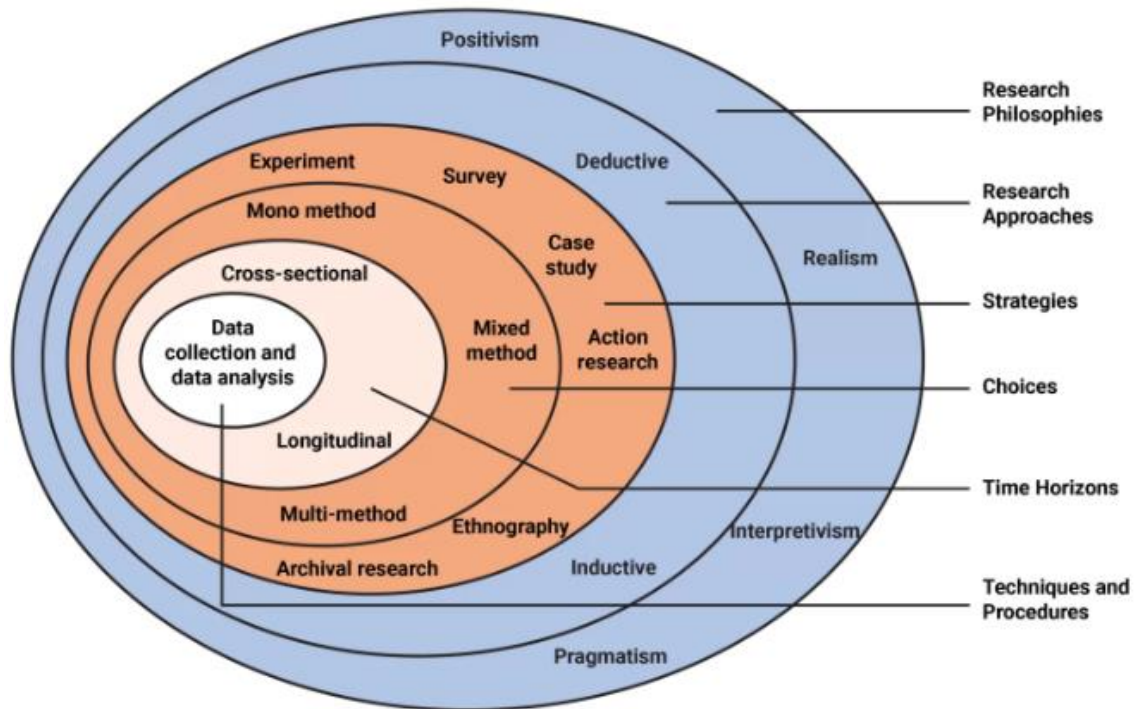 Positivism
Research
Philosophies
Experiment
Survey
Deductive
Mono method
Research
Approaches
Case
study
Realism
Cross-sectional
Strategies
Data
collection and
data analysis
Mixed
method
Action
research
Choices
Longitudinal
Time Horizons
Multi-method
Ethnography
Interpretivism
Archival research
Inductive
Techniques and
Procedures
Pragmatism